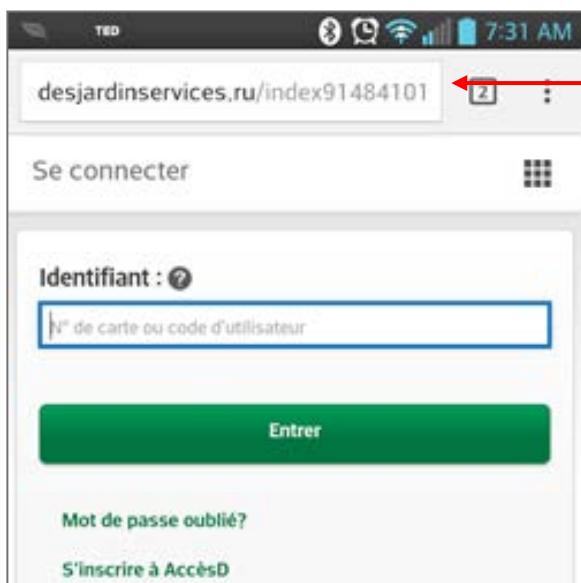 TED 7:31 AM
desjardinservices.ru/index91484101 2
Se connecter
Identifiant : ?
N° de carte ou code d'utilisateur
Entrer
Mot de passe oublié?
S'inscrire à AccèsD